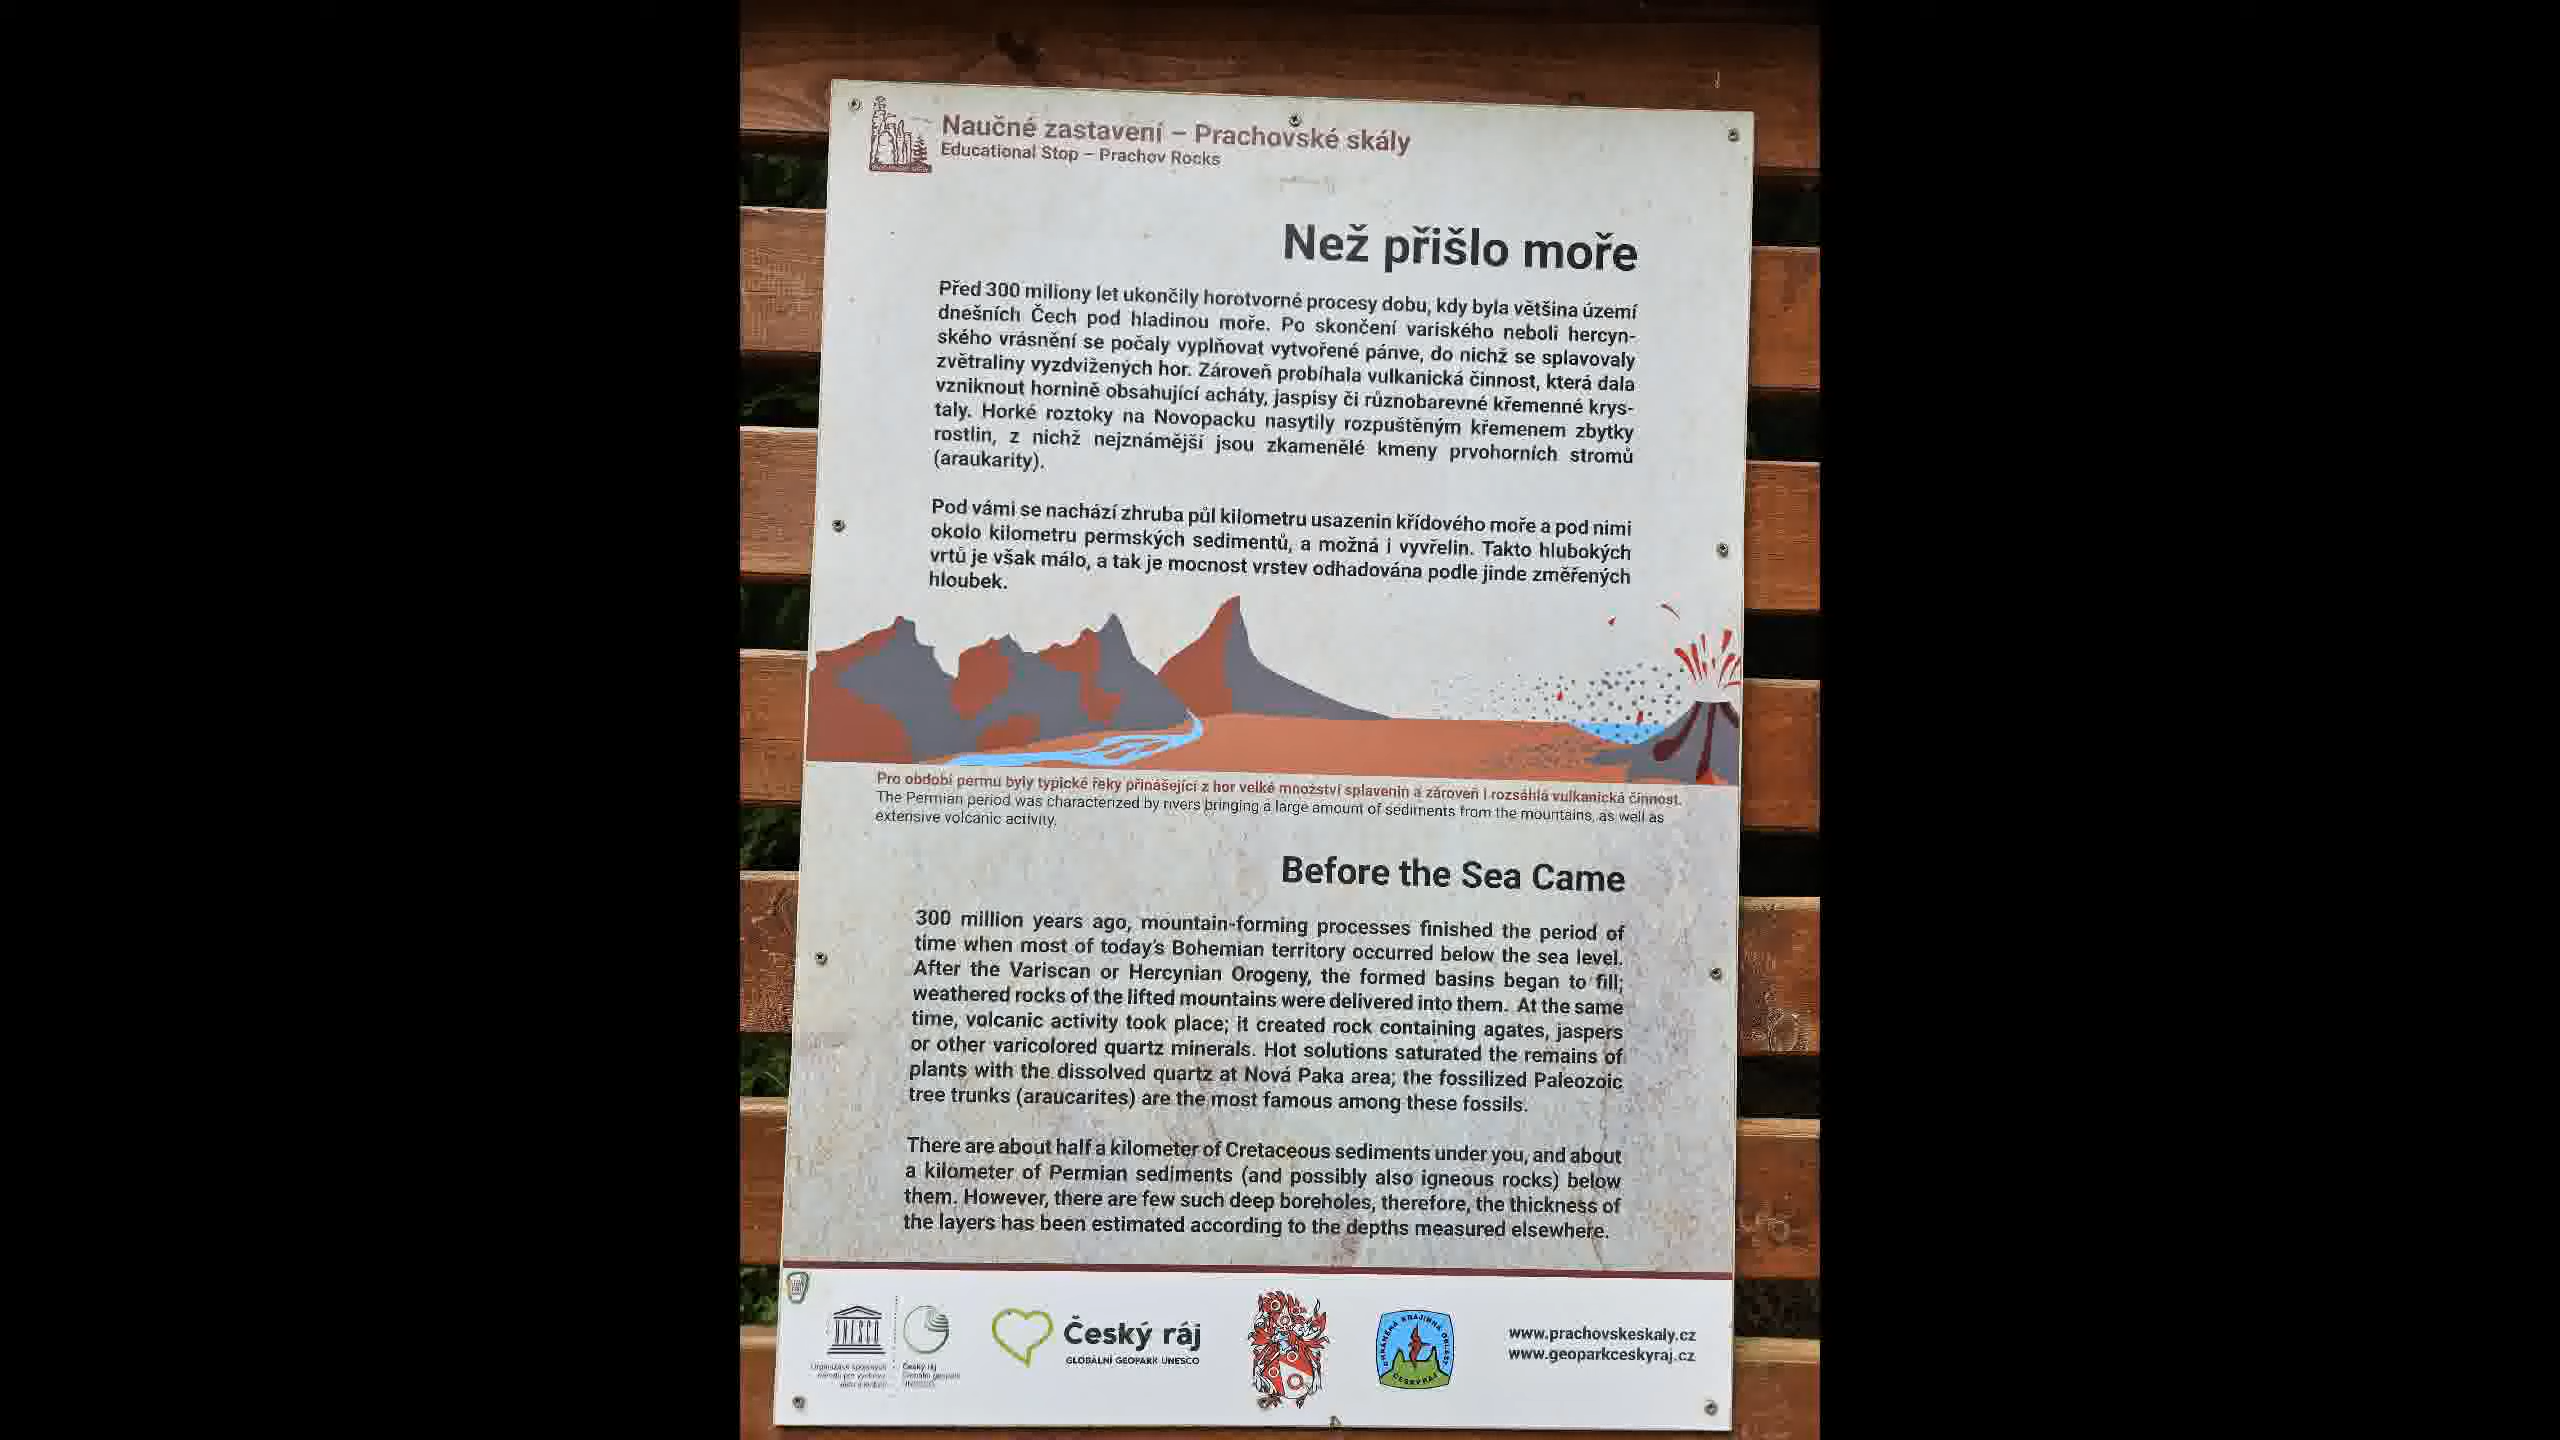 Naučné zastavení – Prachovské skály
Educational Stop – Prachov Rocks
Než přišlo moře
Před 300 miliony let ukončily horotvorné procesy dobu, kdy byla většina území
dnešních Čech pod hladinou moře. Po skončení variského neboli hercyn-
ského vrásnění se počaly vyplňovat vytvořené pánve, do nichž se splavovaly
zvětraliny vyzdvižených hor. Zároveň probíhala vulkanická činnost, která dala
vzniknout hornině obsahující acháty, jaspisy či různobarevné křemenné krys-
taly. Horké roztoky na Novopacku nasytily rozpuštěným křemenem zbytky
rostlin, z nichž nejznámější jsou zkamenělé kmeny prvohorních stromů
(araukarity).
Pod vámi se nachází zhruba půl kilometru usazenin křídového moře a pod nimi
okolo kilometru permských sedimentů, a možná i vyvřelin. Takto hlubokých
vrtů je však málo, a tak je mocnost vrstev odhadována podle jinde změřených
hloubek.
Pro období permu byly typické řeky přinášející z hor velké množství splavenin a zároveň i rozsáhlá vulkanická činnost.
The Permian period was characterized by rivers bringing a large amount of sediments from the mountains, as well as
extensive volcanic activity.
Before the Sea Came
300 million years ago, mountain-forming processes finished the period of
time when most of today's Bohemian territory occurred below the sea level.
After the Variscan or Hercynian Orogeny, the formed basins began to fill;
weathered rocks of the lifted mountains were delivered into them. At the same
time, volcanic activity took place; it created rock containing agates, jaspers
or other varicolored quartz minerals. Hot solutions saturated the remains of
plants with the dissolved quartz at Nová Paka area; the fossilized Paleozoic
tree trunks (araucarites) are the most famous among these fossils.
There are about half a kilometer of Cretaceous sediments under you, and about
a kilometer of Permian sediments (and possibly also igneous rocks) below
them. However, there are few such deep boreholes, therefore, the thickness of
the layers has been estimated according to the depths measured elsewhere.
UNESCO
Český ráj
Český ráj
GLOBÁLNÍ GEOPARK UNESCO
CHRÁNĚNÁ KRAJINNÁ OBLAST
ČESKÝ RÁJ
www.prachovskeskaly.cz
www.geoparkceskyraj.cz